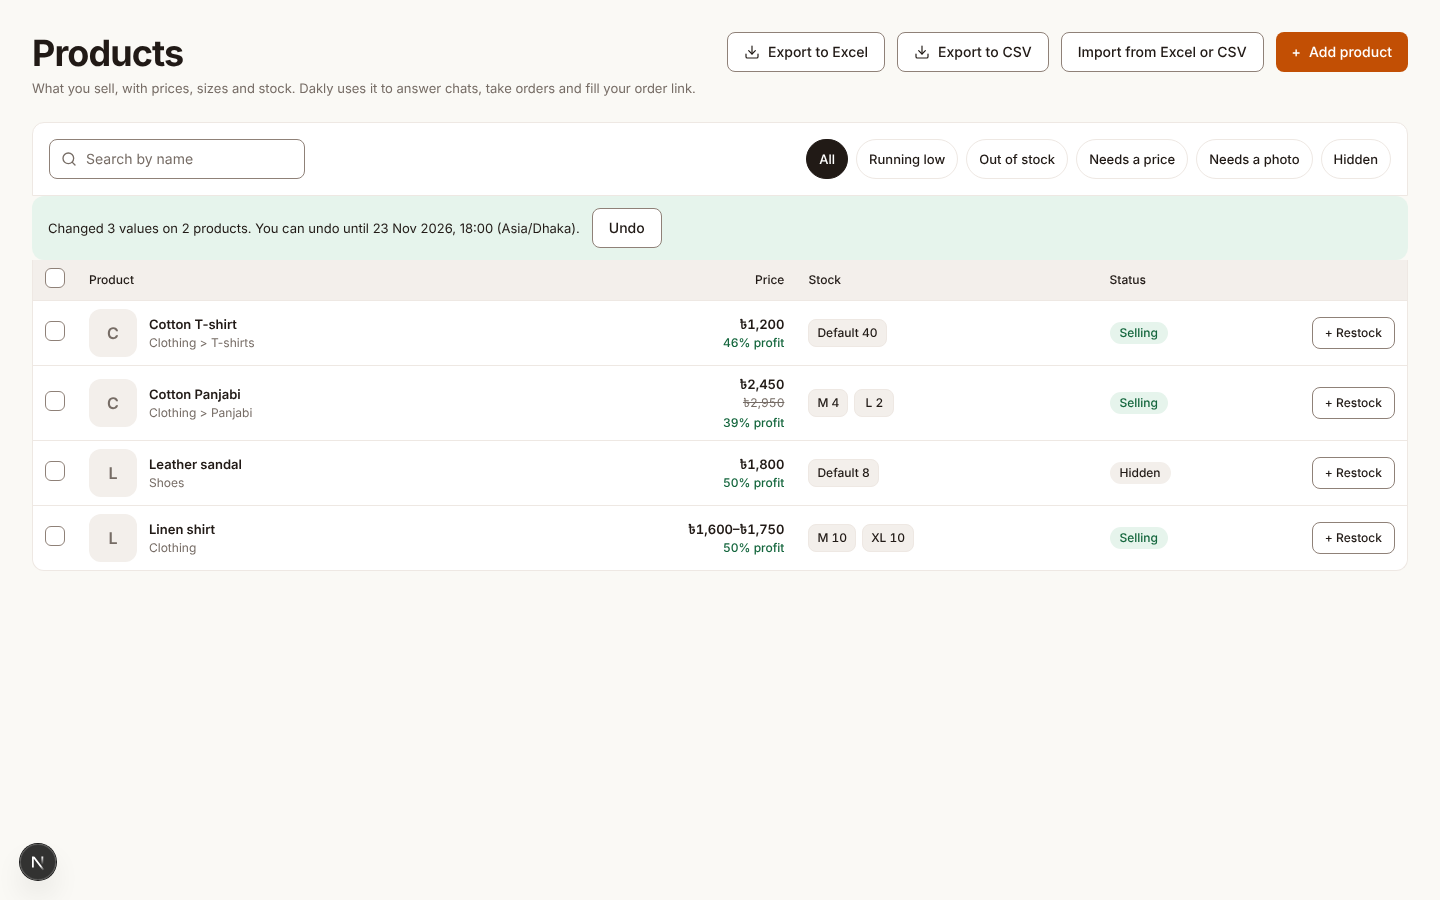 Products
Export to Excel
Export to CSV
Import from Excel or CSV
+ Add product
What you sell, with prices, sizes and stock. Dakly uses it to answer chats, take orders and fill your order link.
Search by name
All
Running low
Out of stock
Needs a price
Needs a photo
Hidden
Changed 3 values on 2 products. You can undo until 23 Nov 2026, 18:00 (Asia/Dhaka).
Undo
Product
Price
Stock
Status
C
Cotton T-shirt
Clothing > T-shirts
৳1,200
46% profit
Default 40
Selling
+ Restock
C
Cotton Panjabi
Clothing > Panjabi
৳2,450
৳2,950
39% profit
M 4
L 2
Selling
+ Restock
L
Leather sandal
Shoes
৳1,800
50% profit
Default 8
Hidden
+ Restock
L
Linen shirt
Clothing
৳1,600–৳1,750
50% profit
M 10
XL 10
Selling
+ Restock
N